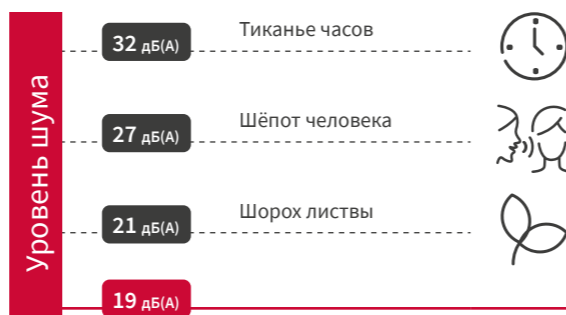 Уровень шума
32 дБ(А) Тиканье часов
27 дБ(А) Шёпот человека
21 дБ(А) Шорох листвы
19 дБ(А)